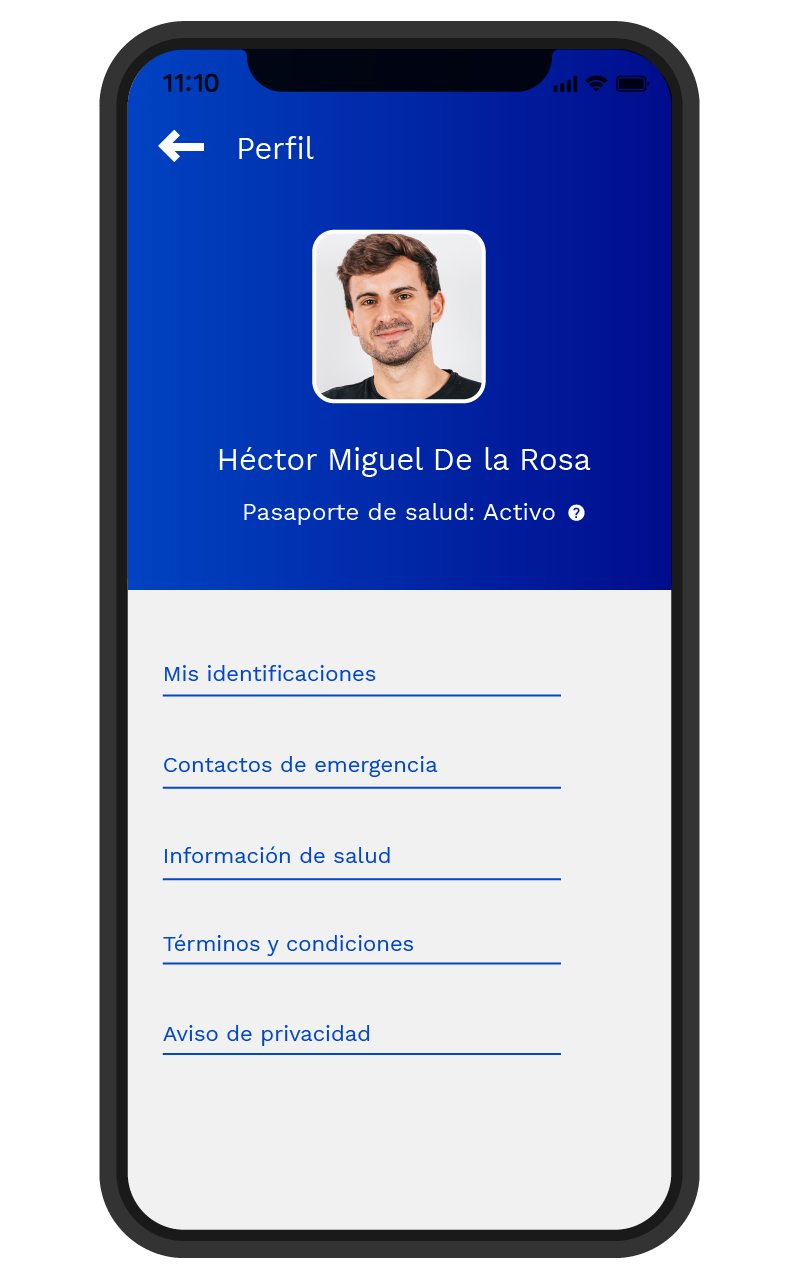 11:10
Perfil
Héctor Miguel De la Rosa
Pasaporte de salud: Activo ?
Mis identificaciones
Contactos de emergencia
Información de salud
Términos y condiciones
Aviso de privacidad